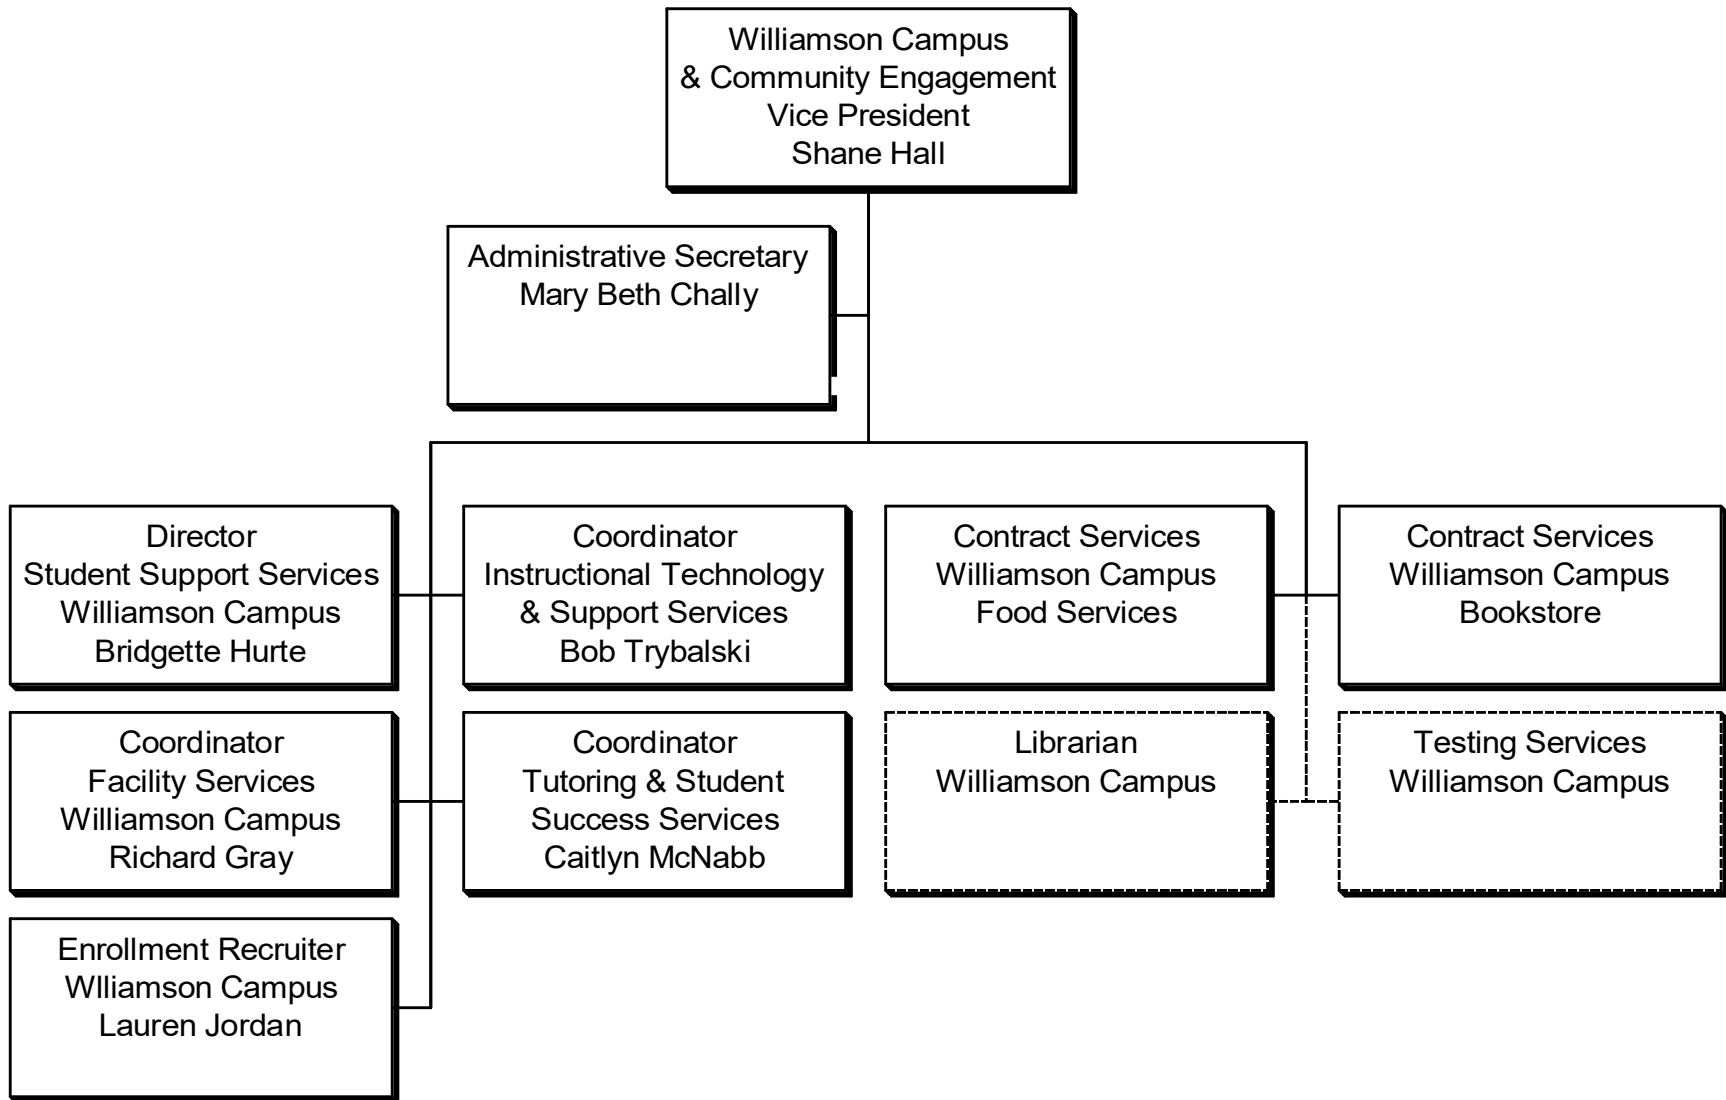 Williamson Campus
& Community Engagement
Vice President
Shane Hall
Administrative Secretary
Mary Beth Chally
Director
Student Support Services
Williamson Campus
Bridgette Hurte
Coordinator
Instructional Technology
& Support Services
Bob Trybalski
Contract Services
Williamson Campus
Food Services
Contract Services
Williamson Campus
Bookstore
Coordinator
Facility Services
Williamson Campus
Richard Gray
Coordinator
Tutoring & Student
Success Services
Caitlyn McNabb
Librarian
Williamson Campus
Testing Services
Williamson Campus
Enrollment Recruiter
WIliamson Campus
Lauren Jordan